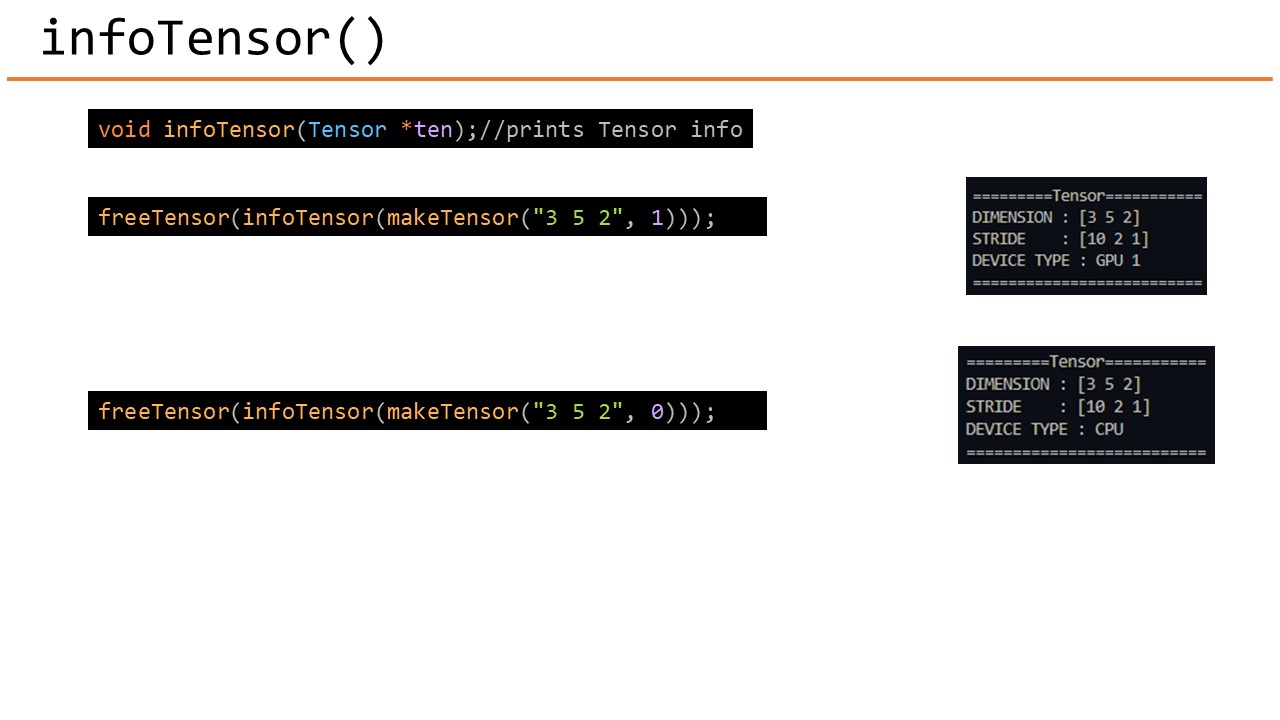 infoTensor()
void infoTensor(Tensor *ten);//prints Tensor info
freeTensor(infoTensor(makeTensor("3 5 2", 1)));
=========Tensor===========
DIMENSION : [3 5 2]
STRIDE    : [10 2 1]
DEVICE TYPE : GPU 1
==========================
freeTensor(infoTensor(makeTensor("3 5 2", 0)));
=========Tensor===========
DIMENSION : [3 5 2]
STRIDE    : [10 2 1]
DEVICE TYPE : CPU
==========================